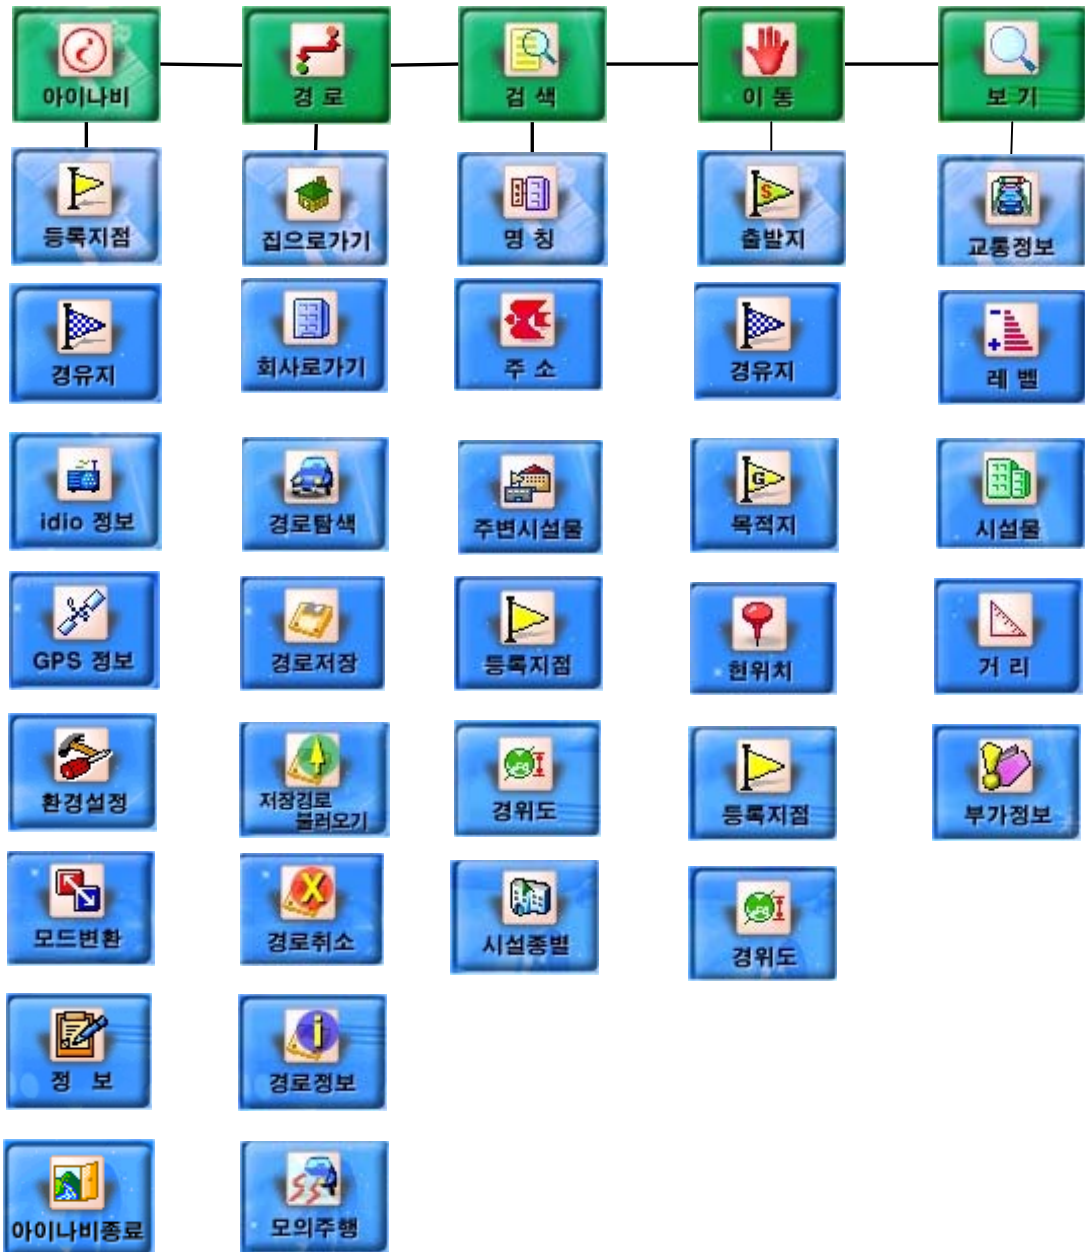 아이나비
경 로
검 색
이 동
보 기
등록지점
집으로가기
명 칭
출발지
교통정보
경유지
회사로가기
주 소
경유지
레 벨
idio 정보
경로탐색
주변시설물
목적지
시설물
GPS 정보
경로저장
등록지점
현위치
거 리
환경설정
저장경로
불러오기
경위도
등록지점
부가정보
모드변환
경로취소
시설종별
경위도
정 보
경로정보
아이나비종료
모의주행